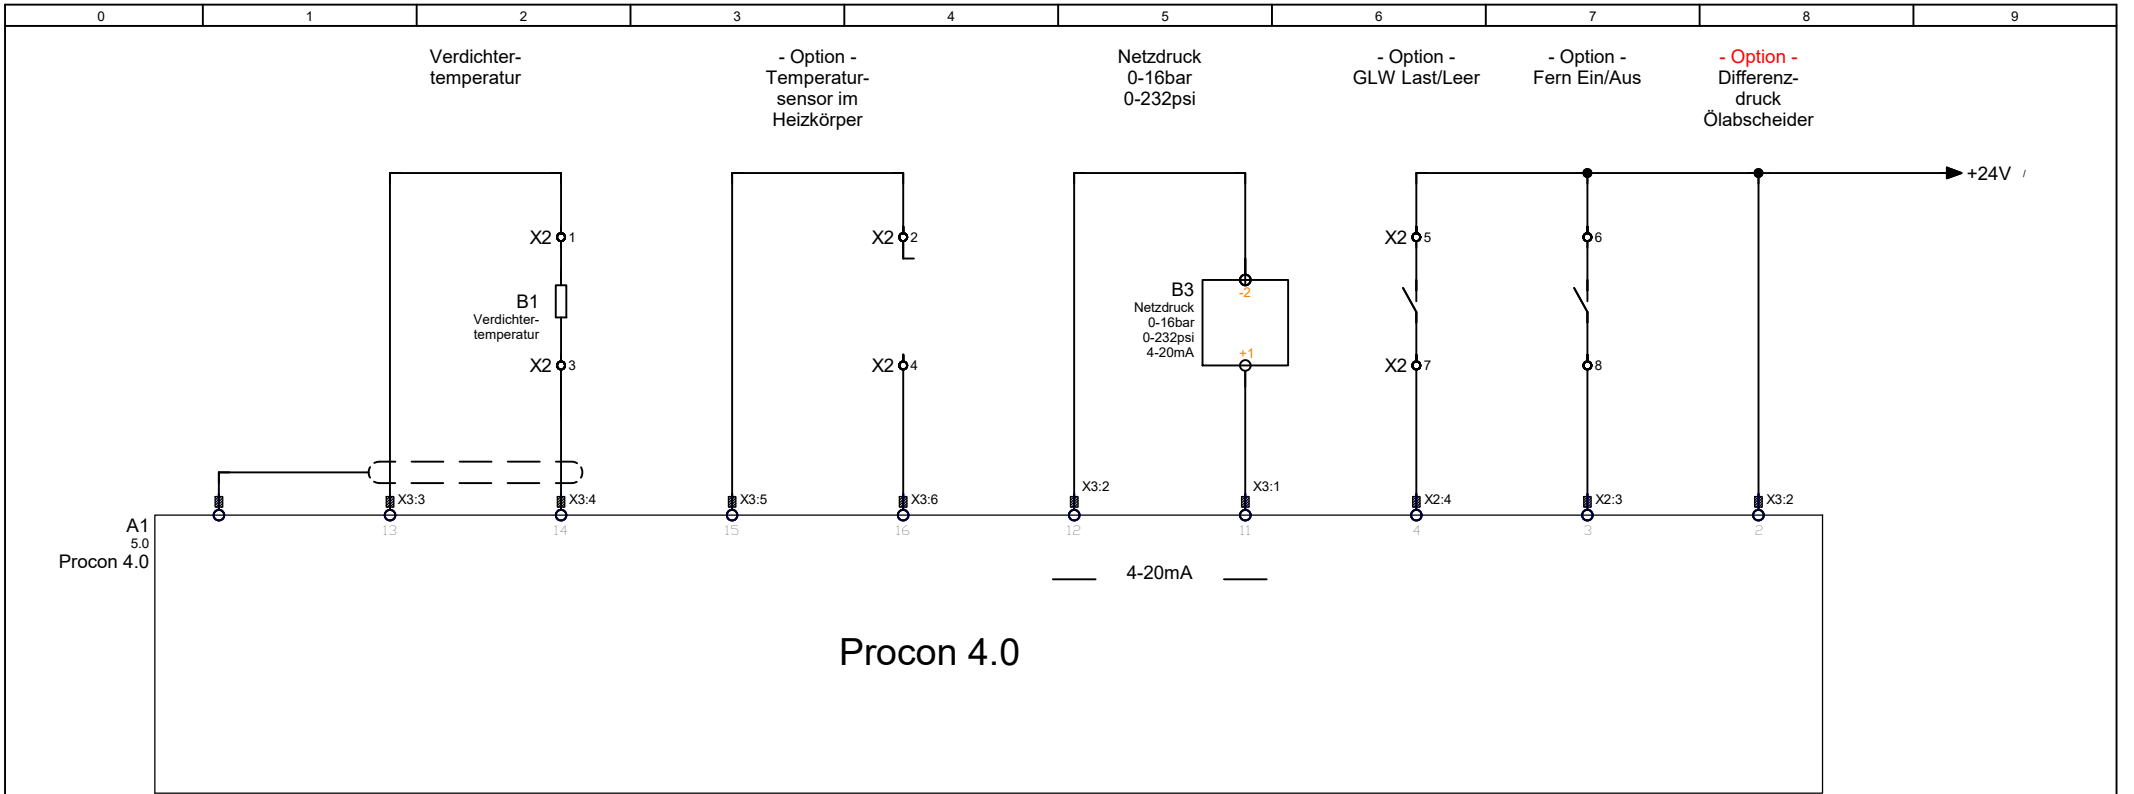 0 1 2 3 4 5 6 7 8 9
Verdichter-
temperatur
- Option -
Temperatur-
sensor im
Heizkörper
Netzdruck
0-16bar
0-232psi
- Option -
GLW Last/Leer
- Option -
Fern Ein/Aus
- Option -
Differenz-
druck
Ölabscheider
+24V /
X2 1
X2 2
X2 5
6
B1
Verdichter-
temperatur
B3
Netzdruck
0-16bar
0-232psi
4-20mA
-2
+1
X2 3
X2 4
X2 7
8
X3:3
X3:4
X3:5
X3:6
X3:2
X3:1
X2:4
X2:3
X3:2
13
14
15
16
12
11
4
3
2
A1
5.0
Procon 4.0
4-20mA
Procon 4.0